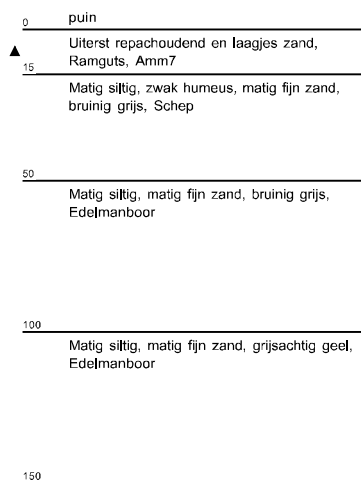 0 puin
Uiterst repachoudend en laagjes zand,
15 Ramguts, Amm7
Matig siltig, zwak humeus, matig fijn zand,
bruinig grijs, Schep
50
Matig siltig, matig fijn zand, bruinig grijs,
Edelmanboor
100
Matig siltig, matig fijn zand, grijsachtig geel,
Edelmanboor
150